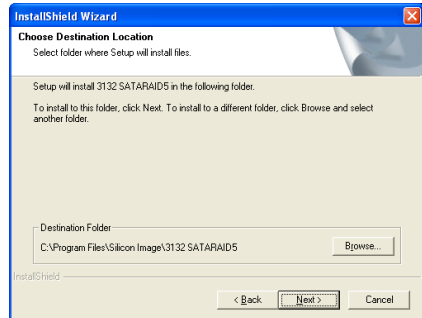 InstallShield Wizard
Choose Destination Location
Select folder where Setup will install files.
Setup will install 3132 SATARAID5 in the following folder.
To install to this folder, click Next. To install to a different folder, click Browse and select
another folder.
Destination Folder
C:\Program Files\Silicon Image\3132 SATARAID5
Browse...
InstallShield
< Back
Next >
Cancel